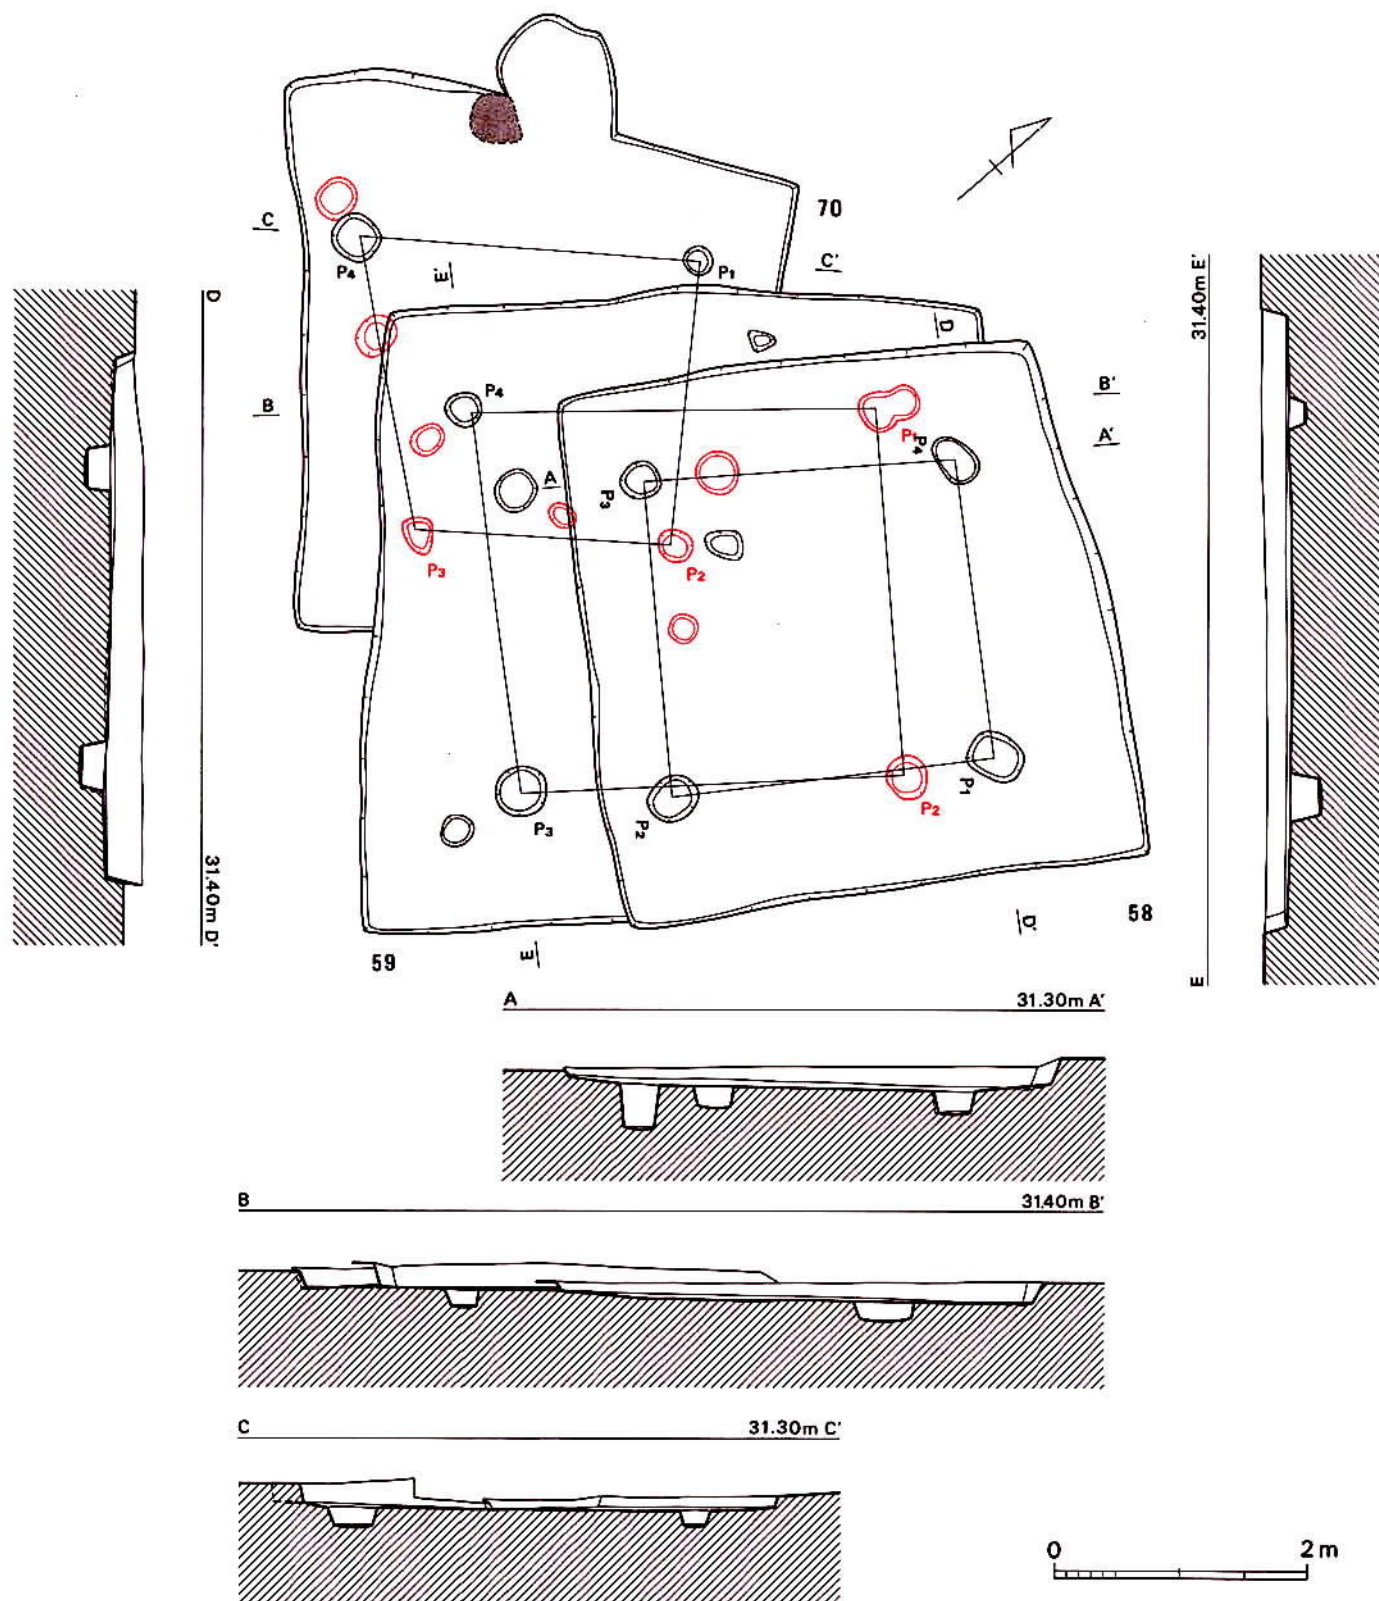 70
C
C'
P4
P1
E'
D
31.40m E'
D
B
P4
B'
P1
P4
A'
A
P3
P3
P2
P3
P2
P2
P1
31.40m D'
59
E
D'
58
E
A 31.30m A'
B 31.40m B'
C 31.30m C'
0 2 m